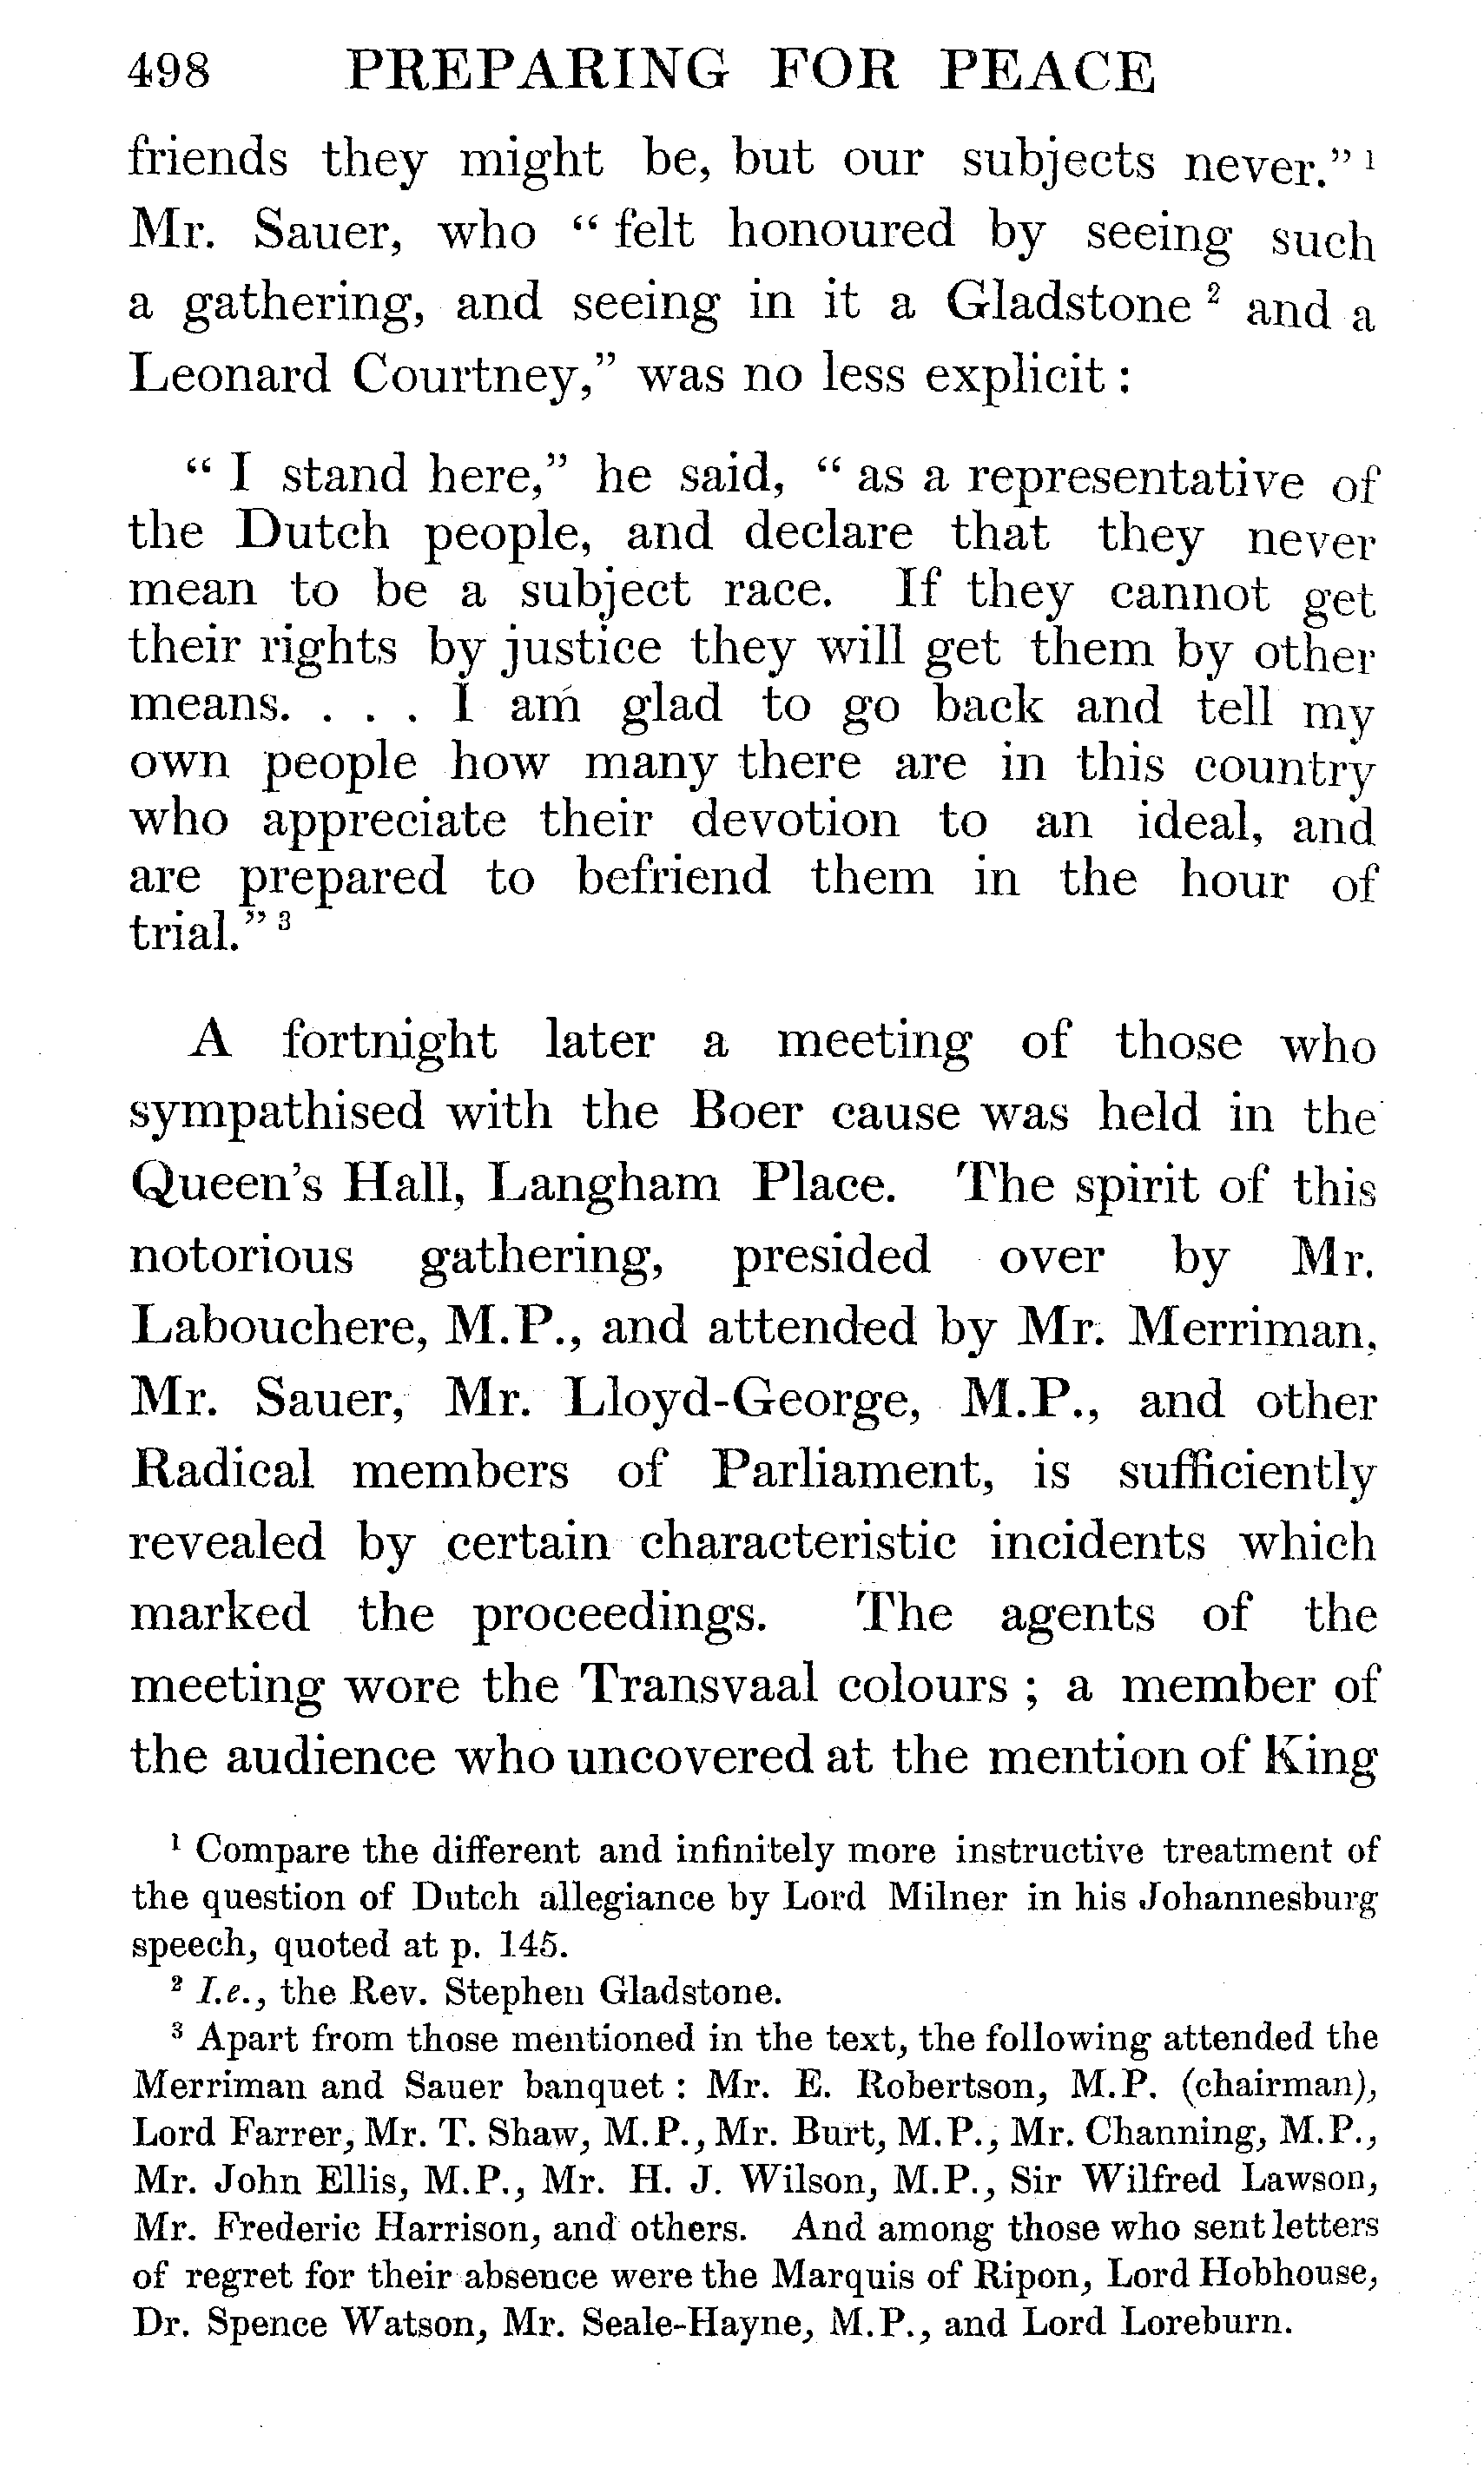 498 PREPARING FOR PEACE
friends they might be, but our subjects never." ¹
Mr. Sauer, who " felt honoured by seeing such
a gathering, and seeing in it a Gladstone ² and a
Leonard Courtney," was no less explicit :
" I stand here," he said, " as a representative of
the Dutch people, and declare that they never
mean to be a subject race. If they cannot get
their rights by justice they will get them by other
means. . . . I am glad to go back and tell my
own people how many there are in this country
who appreciate their devotion to an ideal, and
are prepared to befriend them in the hour of
trial." ³
A fortnight later a meeting of those who
sympathised with the Boer cause was held in the
Queen's Hall, Langham Place. The spirit of this
notorious gathering, presided over by Mr.
Labouchere, M.P., and attended by Mr. Merriman,
Mr. Sauer, Mr. Lloyd-George, M.P., and other
Radical members of Parliament, is sufficiently
revealed by certain characteristic incidents which
marked the proceedings. The agents of the
meeting wore the Transvaal colours ; a member of
the audience who uncovered at the mention of King
¹ Compare the different and infinitely more instructive treatment of
the question of Dutch allegiance by Lord Milner in his Johannesburg
speech, quoted at p. 145.
² I.e., the Rev. Stephen Gladstone.
³ Apart from those mentioned in the text, the following attended the
Merriman and Sauer banquet : Mr. E. Robertson, M.P. (chairman),
Lord Farrer, Mr. T. Shaw, M.P., Mr. Burt, M.P., Mr. Channing, M.P.,
Mr. John Ellis, M.P., Mr. H. J. Wilson, M.P., Sir Wilfred Lawson,
Mr. Frederic Harrison, and others. And among those who sent letters
of regret for their absence were the Marquis of Ripon, Lord Hobhouse,
Dr. Spence Watson, Mr. Seale-Hayne, M.P., and Lord Loreburn.